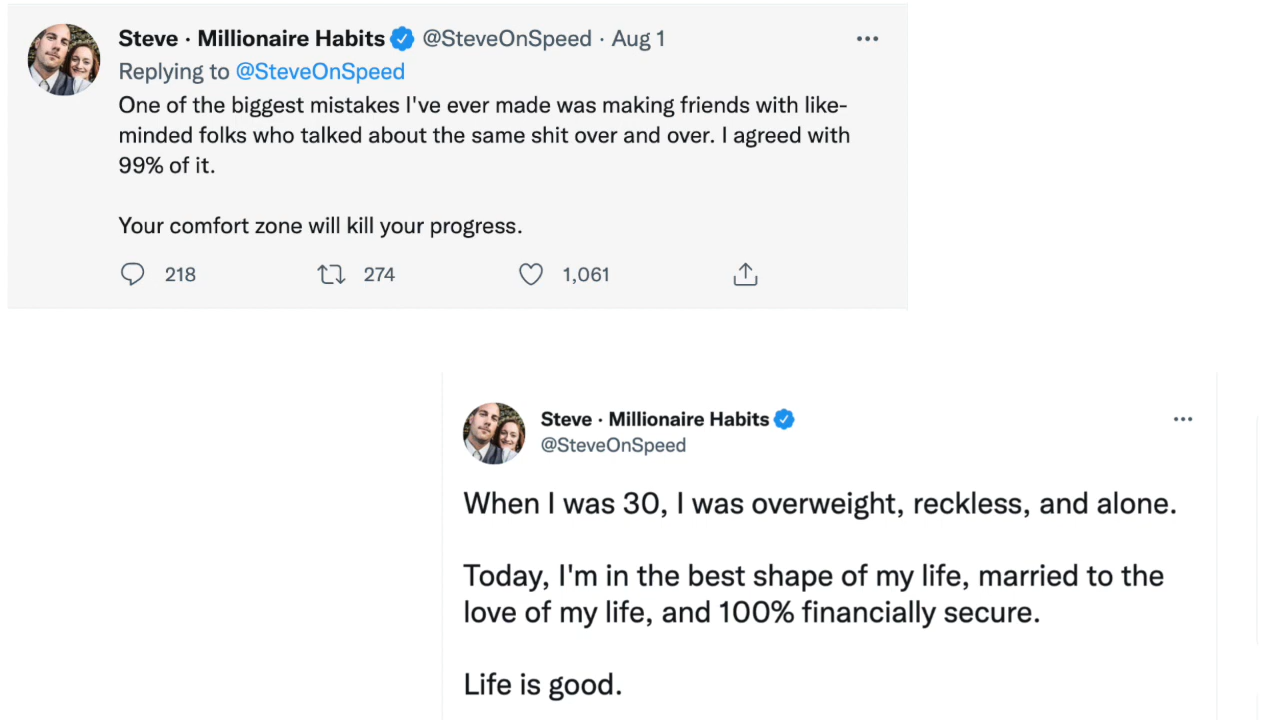 Steve · Millionaire Habits @SteveOnSpeed · Aug 1
Replying to @SteveOnSpeed
One of the biggest mistakes I've ever made was making friends with like-
minded folks who talked about the same shit over and over. I agreed with
99% of it.
Your comfort zone will kill your progress.
218 274 1,061
Steve · Millionaire Habits
@SteveOnSpeed
When I was 30, I was overweight, reckless, and alone.
Today, I'm in the best shape of my life, married to the
love of my life, and 100% financially secure.
Life is good.